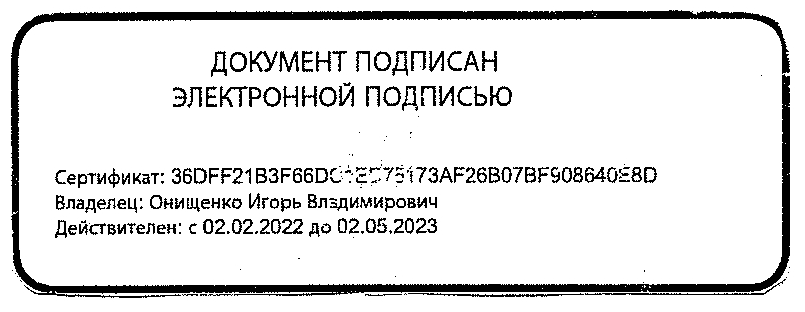 ДОКУМЕНТ ПОДПИСАН
ЭЛЕКТРОННОЙ ПОДПИСЬЮ
Сертификат:
Владелец: Онищенко Игорь Владимирович
Действителен: с 02.02.2022 до 02.05.2023